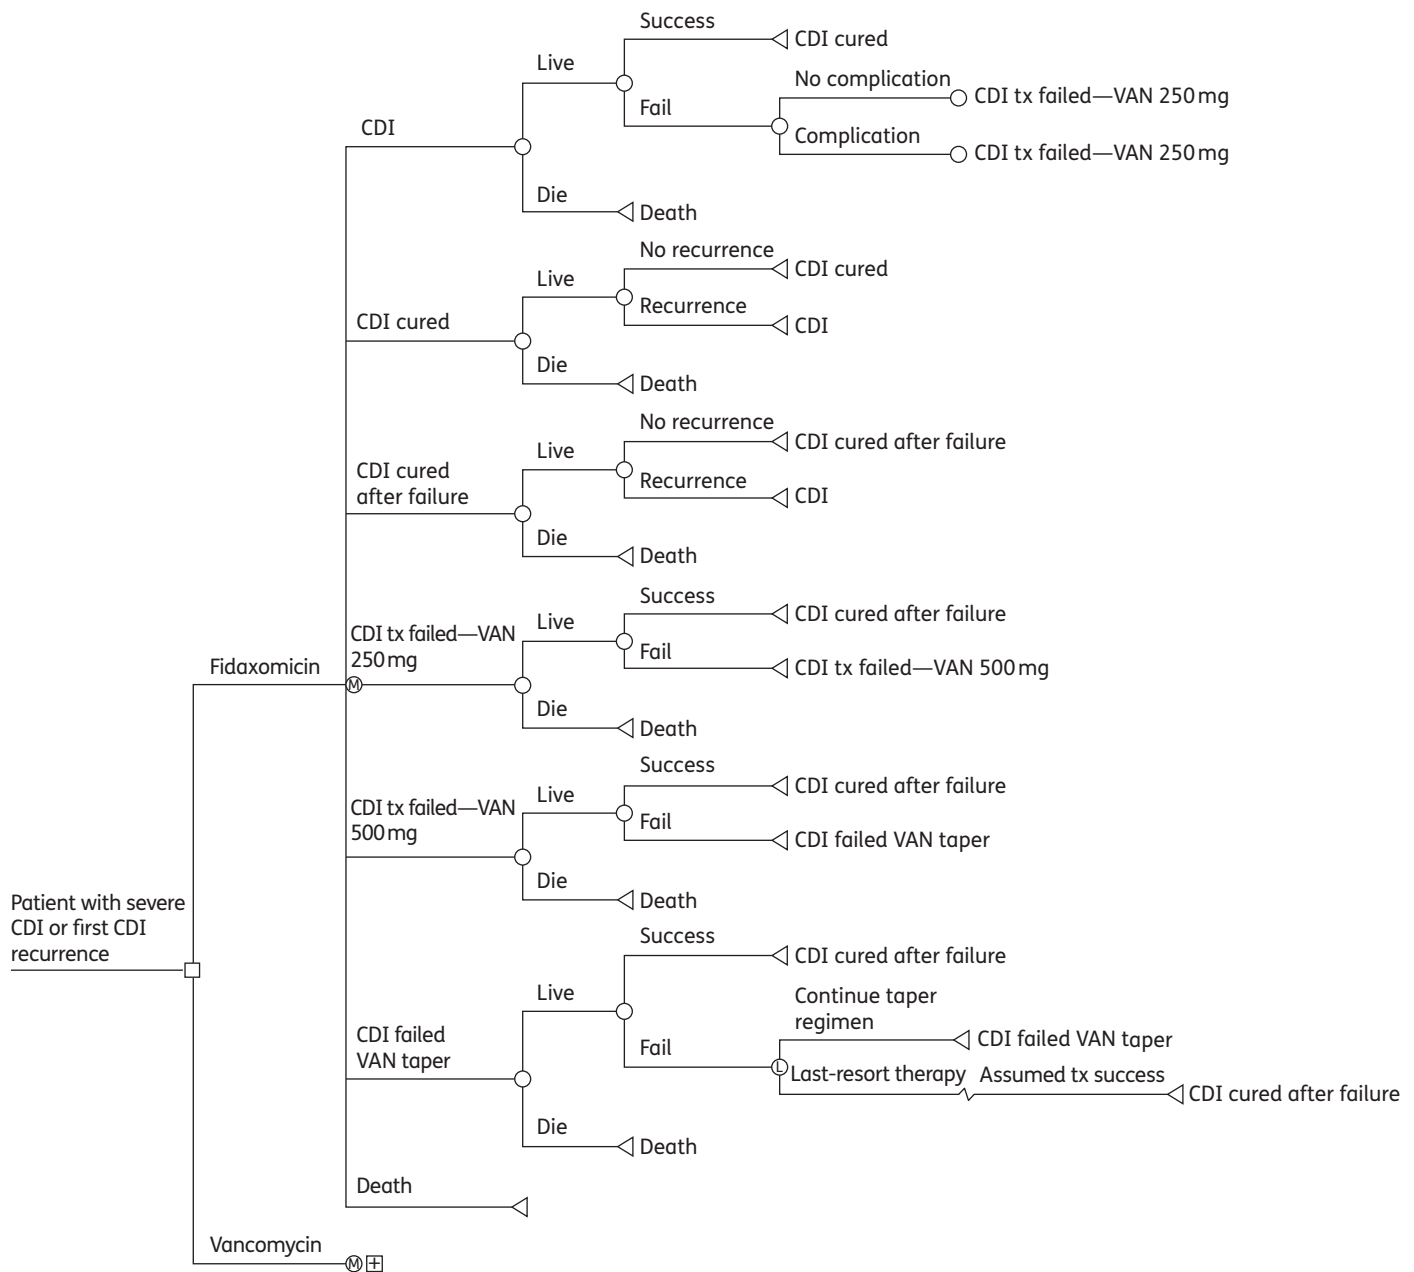 Success
CDI cured
Live
No complication
CDI tx failed—VAN 250 mg
Fail
Complication
CDI tx failed—VAN 250 mg
CDI
Die
Death
No recurrence
CDI cured
Live
Recurrence
CDI
CDI cured
Die
Death
No recurrence
CDI cured after failure
Live
Recurrence
CDI
CDI cured
after failure
Die
Death
Success
CDI cured after failure
Live
Fail
CDI tx failed—VAN 500 mg
CDI tx failed—VAN
250 mg
Fidaxomicin
M
Die
Death
Success
CDI cured after failure
Live
Fail
CDI failed VAN taper
CDI tx failed—VAN
500 mg
Die
Death
Patient with severe
CDI or first CDI
recurrence
Success
CDI cured after failure
Live
Continue taper
regimen
CDI failed VAN taper
Fail
L
Last-resort therapy
Assumed tx success
CDI cured after failure
CDI failed
VAN taper
Die
Death
Death
Vancomycin
M +